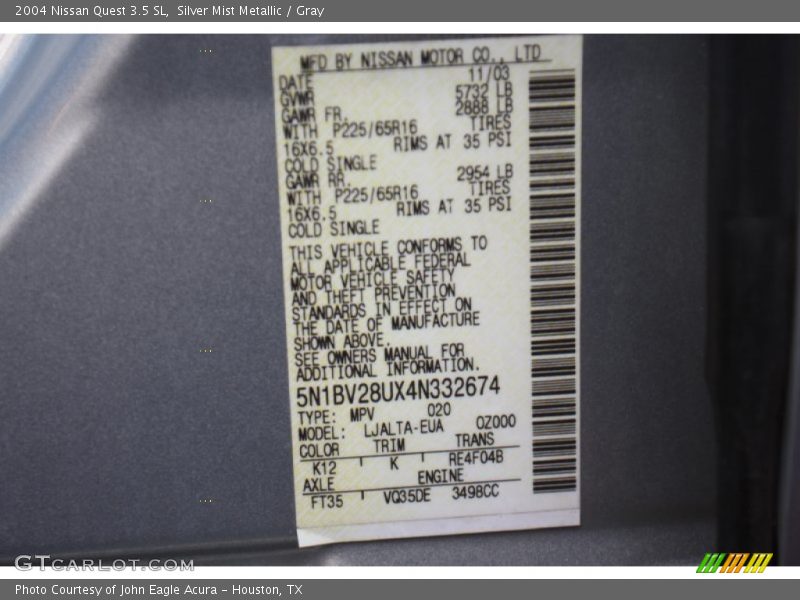 2004 Nissan Quest 3.5 SL, Silver Mist Metallic / Gray
MFD BY NISSAN MOTOR CO., LTD
DATE 11/03
GVWR 5732 LB
GAWR FR. 2888 LB
WITH P225/65R16 TIRES
16X6.5 RIMS AT 35 PSI
COLD SINGLE
GAWR RR. 2954 LB
WITH P225/65R16 TIRES
16X6.5 RIMS AT 35 PSI
COLD SINGLE
THIS VEHICLE CONFORMS TO
ALL APPLICABLE FEDERAL
MOTOR VEHICLE SAFETY
AND THEFT PREVENTION
STANDARDS IN EFFECT ON
THE DATE OF MANUFACTURE
SHOWN ABOVE.
SEE OWNERS MANUAL FOR
ADDITIONAL INFORMATION.
5N1BV28UX4N332674
TYPE: MPV 020
MODEL: LJALTA-EUA OZ000
COLOR TRIM TRANS
K12 K RE4F04B
AXLE ENGINE
FT35 VQ35DE 3498CC
GTCARLOT.COM
Photo Courtesy of John Eagle Acura - Houston, TX